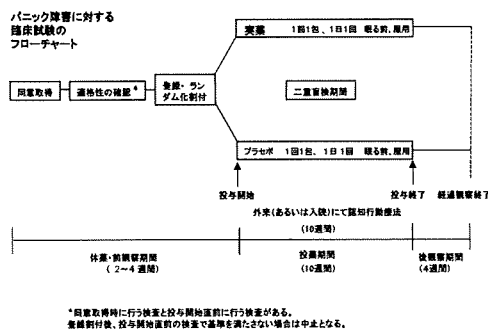 パニック障害に対する
臨床試験の
フローチャート
実薬 1回1包、1日1回 眠る前、服用
同意取得
適格性の確認*
登録・ラン
ダム化割付
二重盲検期間
プラセボ 1回1包、1日1回 眠る前、服用
投与開始
投与終了
経過観察終了
外来(あるいは入院)にて認知行動療法
(10週間)
休薬・前観察期間
(2~4週間)
投薬期間
(10週間)
後観察期間
(4週間)
*同意取得時に行う検査と投与開始直前に行う検査がある。
登録割付後、投与開始直前の検査で基準を満たさない場合は中止となる。